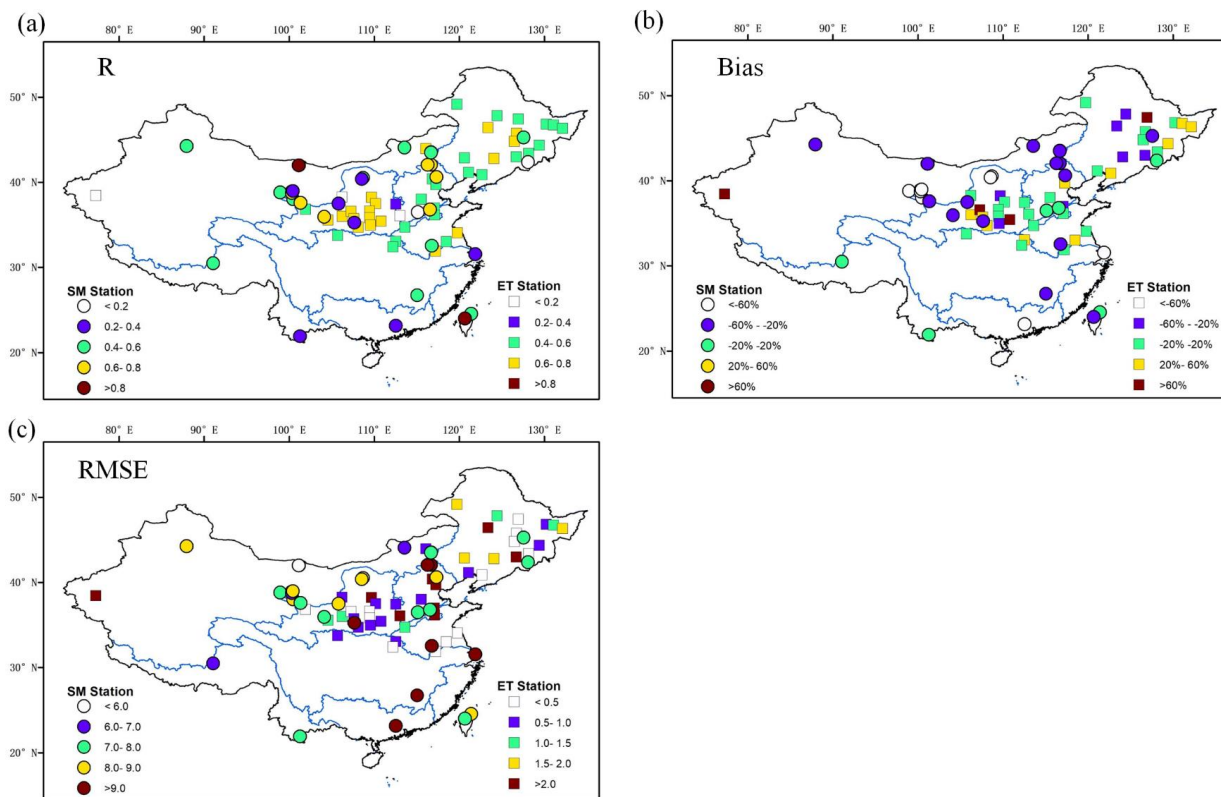 (a)
80° E 90° E 100° E 110° E 120° E 130° E
R
50° N
40° N
30° N
20° N
SM Station
< 0.2
0.2- 0.4
0.4- 0.6
0.6- 0.8
>0.8
ET Station
< 0.2
0.2- 0.4
0.4- 0.6
0.6- 0.8
>0.8
(b)
80° E 90° E 100° E 110° E 120° E 130° E
Bias
50° N
40° N
30° N
20° N
SM Station
<-60%
-60% - -20%
-20% -20%
20%- 60%
>60%
ET Station
<-60%
-60% - -20%
-20% -20%
20%- 60%
>60%
(c)
80° E 90° E 100° E 110° E 120° E 130° E
RMSE
50° N
40° N
30° N
20° N
SM Station
< 6.0
6.0- 7.0
7.0- 8.0
8.0- 9.0
>9.0
ET Station
< 0.5
0.5- 1.0
1.0- 1.5
1.5- 2.0
>2.0